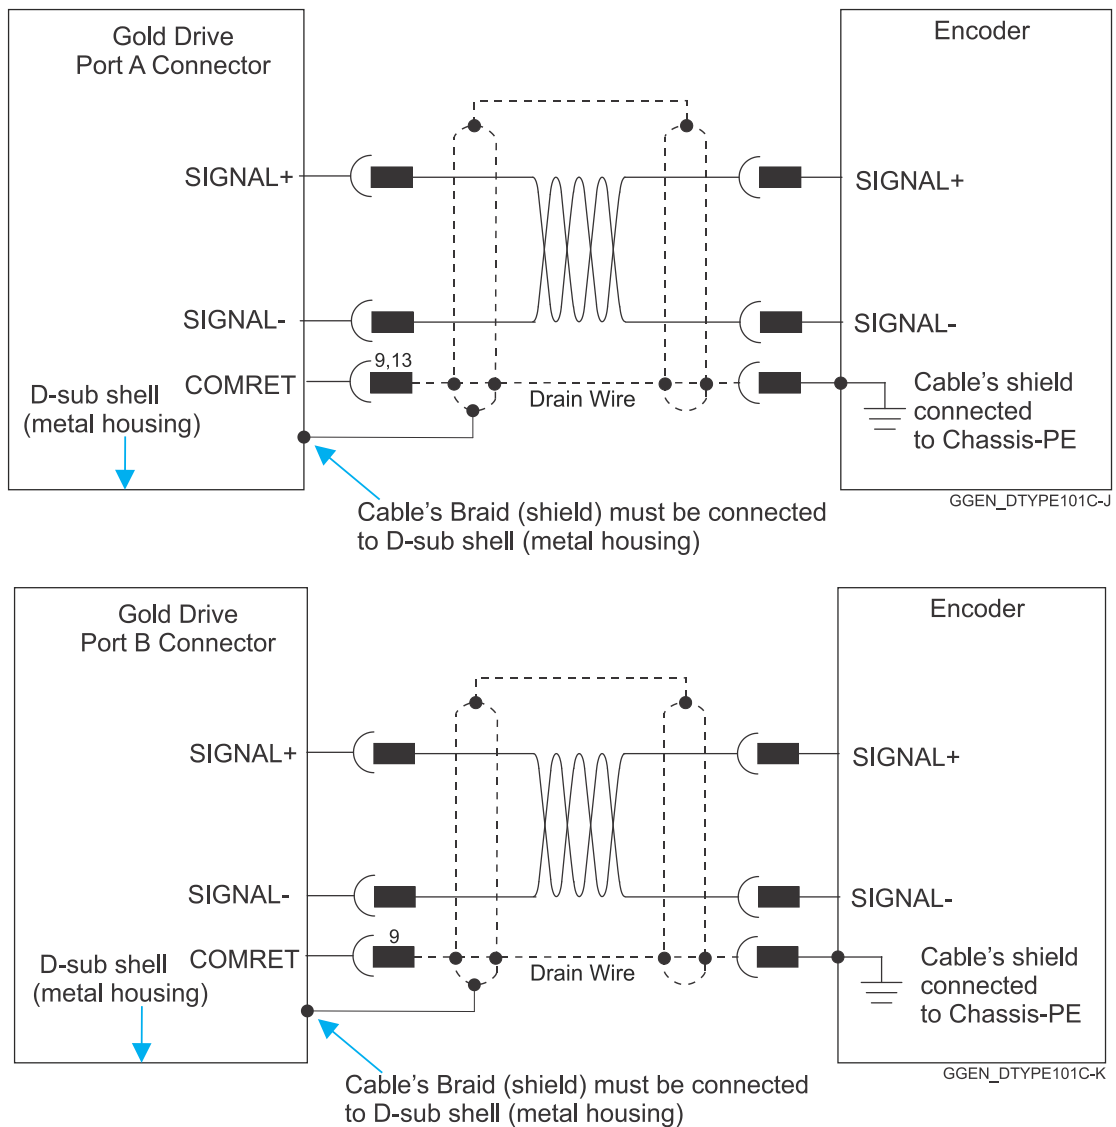 Gold Drive
Port A Connector
Encoder
SIGNAL+
SIGNAL+
SIGNAL-
SIGNAL-
9,13
COMRET
Drain Wire
D-sub shell
(metal housing)
Cable's shield
connected
to Chassis-PE
GGEN_DTYPE101C-J
Cable's Braid (shield) must be connected
to D-sub shell (metal housing)
Gold Drive
Port B Connector
Encoder
SIGNAL+
SIGNAL+
SIGNAL-
SIGNAL-
9
COMRET
Drain Wire
D-sub shell
(metal housing)
Cable's shield
connected
to Chassis-PE
GGEN_DTYPE101C-K
Cable's Braid (shield) must be connected
to D-sub shell (metal housing)